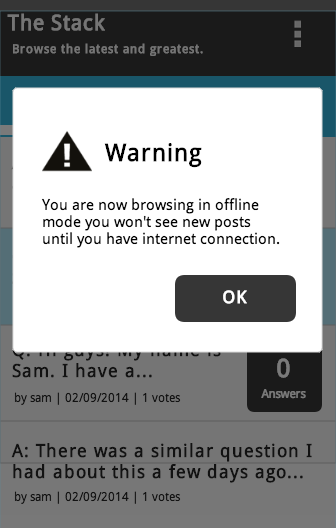 The Stack
Browse the latest and greatest.
Warning
You are now browsing in offline
mode you won't see new posts
until you have internet connection.
OK
Q: Hi guys! My name is
Sam. I have a...
by sam | 02/09/2014 | 1 votes
0
Answers
A: There was a similar question I
had about this a few days ago...
by sam | 02/09/2014 | 1 votes